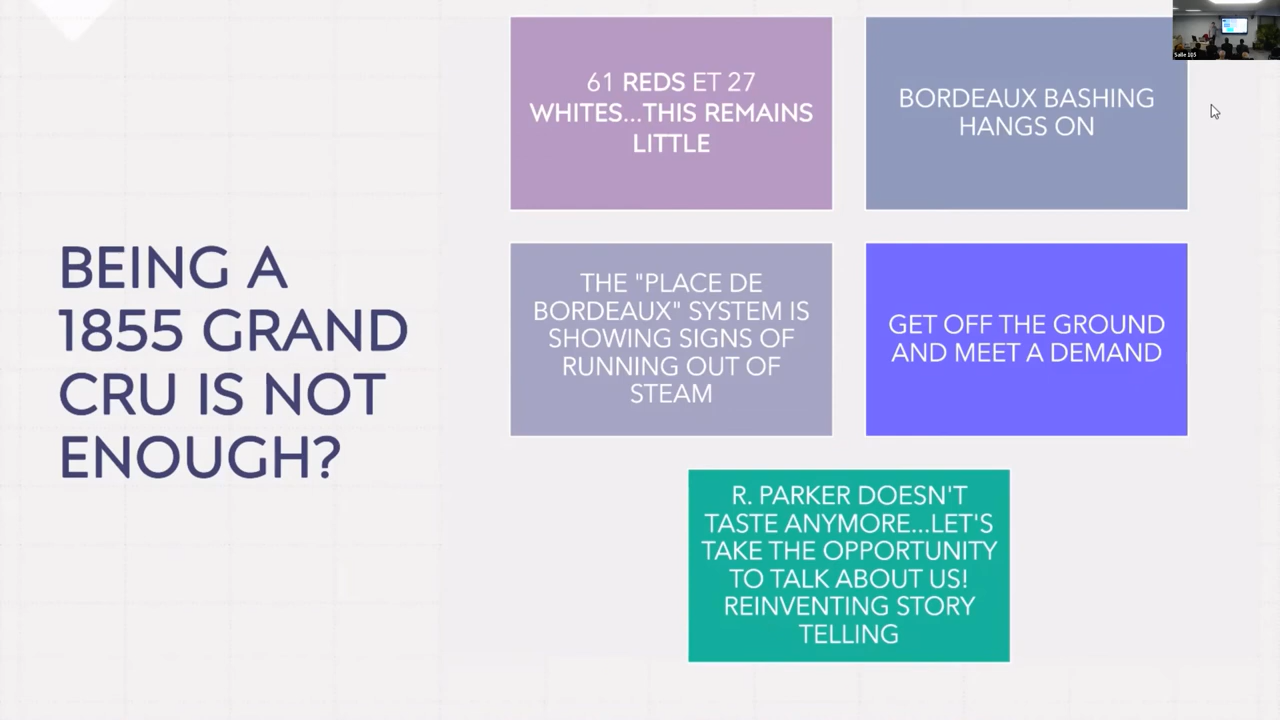 BEING A
1855 GRAND
CRU IS NOT
ENOUGH?
61 REDS ET 27
WHITES...THIS REMAINS
LITTLE
BORDEAUX BASHING
HANGS ON
THE "PLACE DE
BORDEAUX" SYSTEM IS
SHOWING SIGNS OF
RUNNING OUT OF
STEAM
GET OFF THE GROUND
AND MEET A DEMAND
R. PARKER DOESN'T
TASTE ANYMORE...LET'S
TAKE THE OPPORTUNITY
TO TALK ABOUT US!
REINVENTING STORY
TELLING
Salle 105